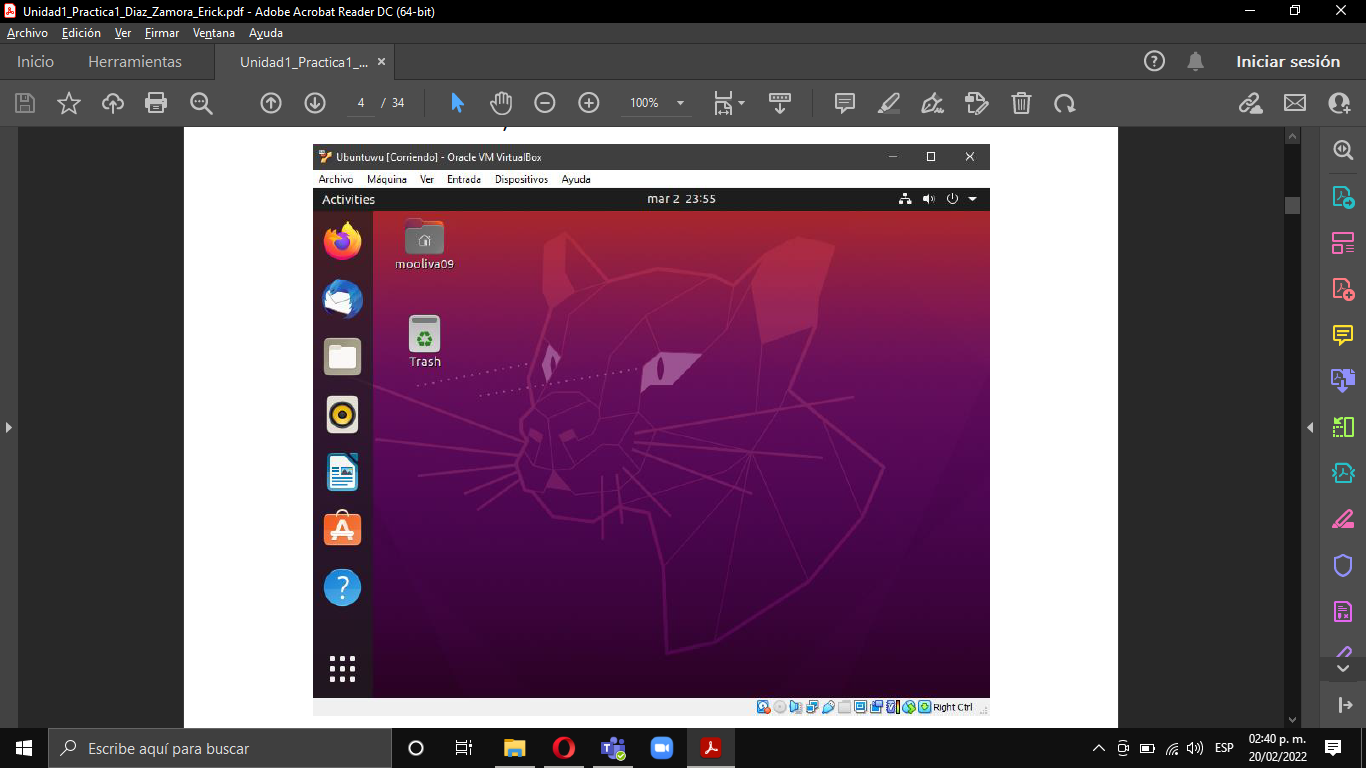 Unidad1_Practica1_Diaz_Zamora_Erick.pdf - Adobe Acrobat Reader DC (64-bit)
Archivo Edición Ver Firmar Ventana Ayuda
Inicio Herramientas Unidad1_Practica1_... × Iniciar sesión
4 / 34 100%
Ubuntuwu [Corriendo] - Oracle VM VirtualBox
Archivo Máquina Ver Entrada Dispositivos Ayuda
Activities mar 2 23:55
mooliva09
Trash
Right Ctrl
Escribe aquí para buscar
ESP
02:40 p. m.
20/02/2022